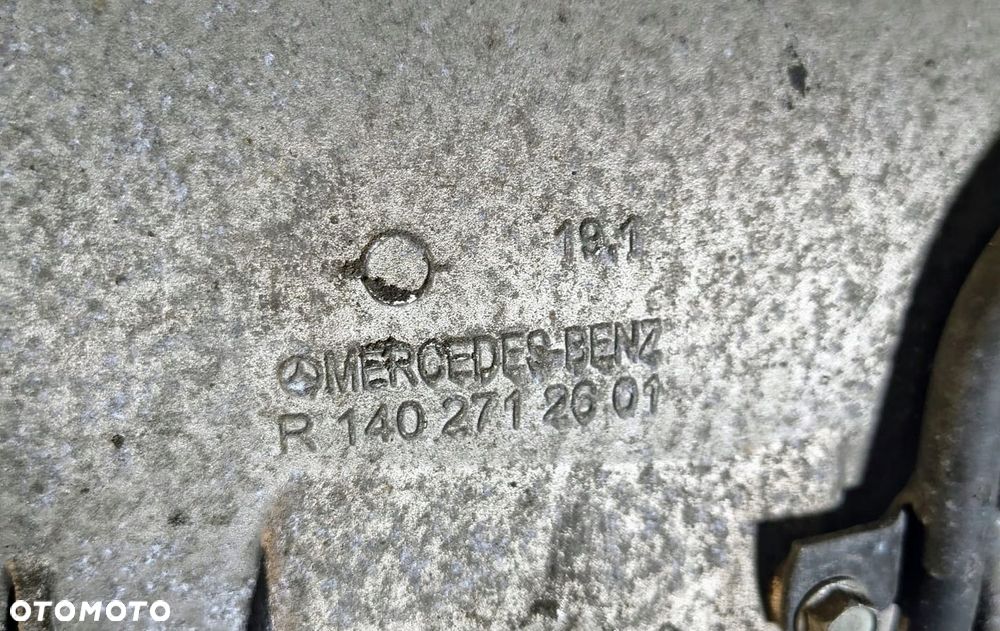 19.1
MERCEDES-BENZ
R 140 271 26 01
OTOMOTO